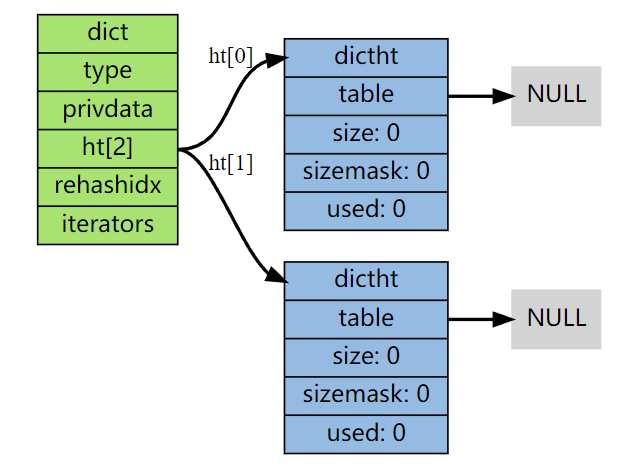 dict
type
privdata
ht[2]
rehashidx
iterators
ht[0]
ht[1]
dictht
table
size: 0
sizemask: 0
used: 0
NULL
dictht
table
size: 0
sizemask: 0
used: 0
NULL